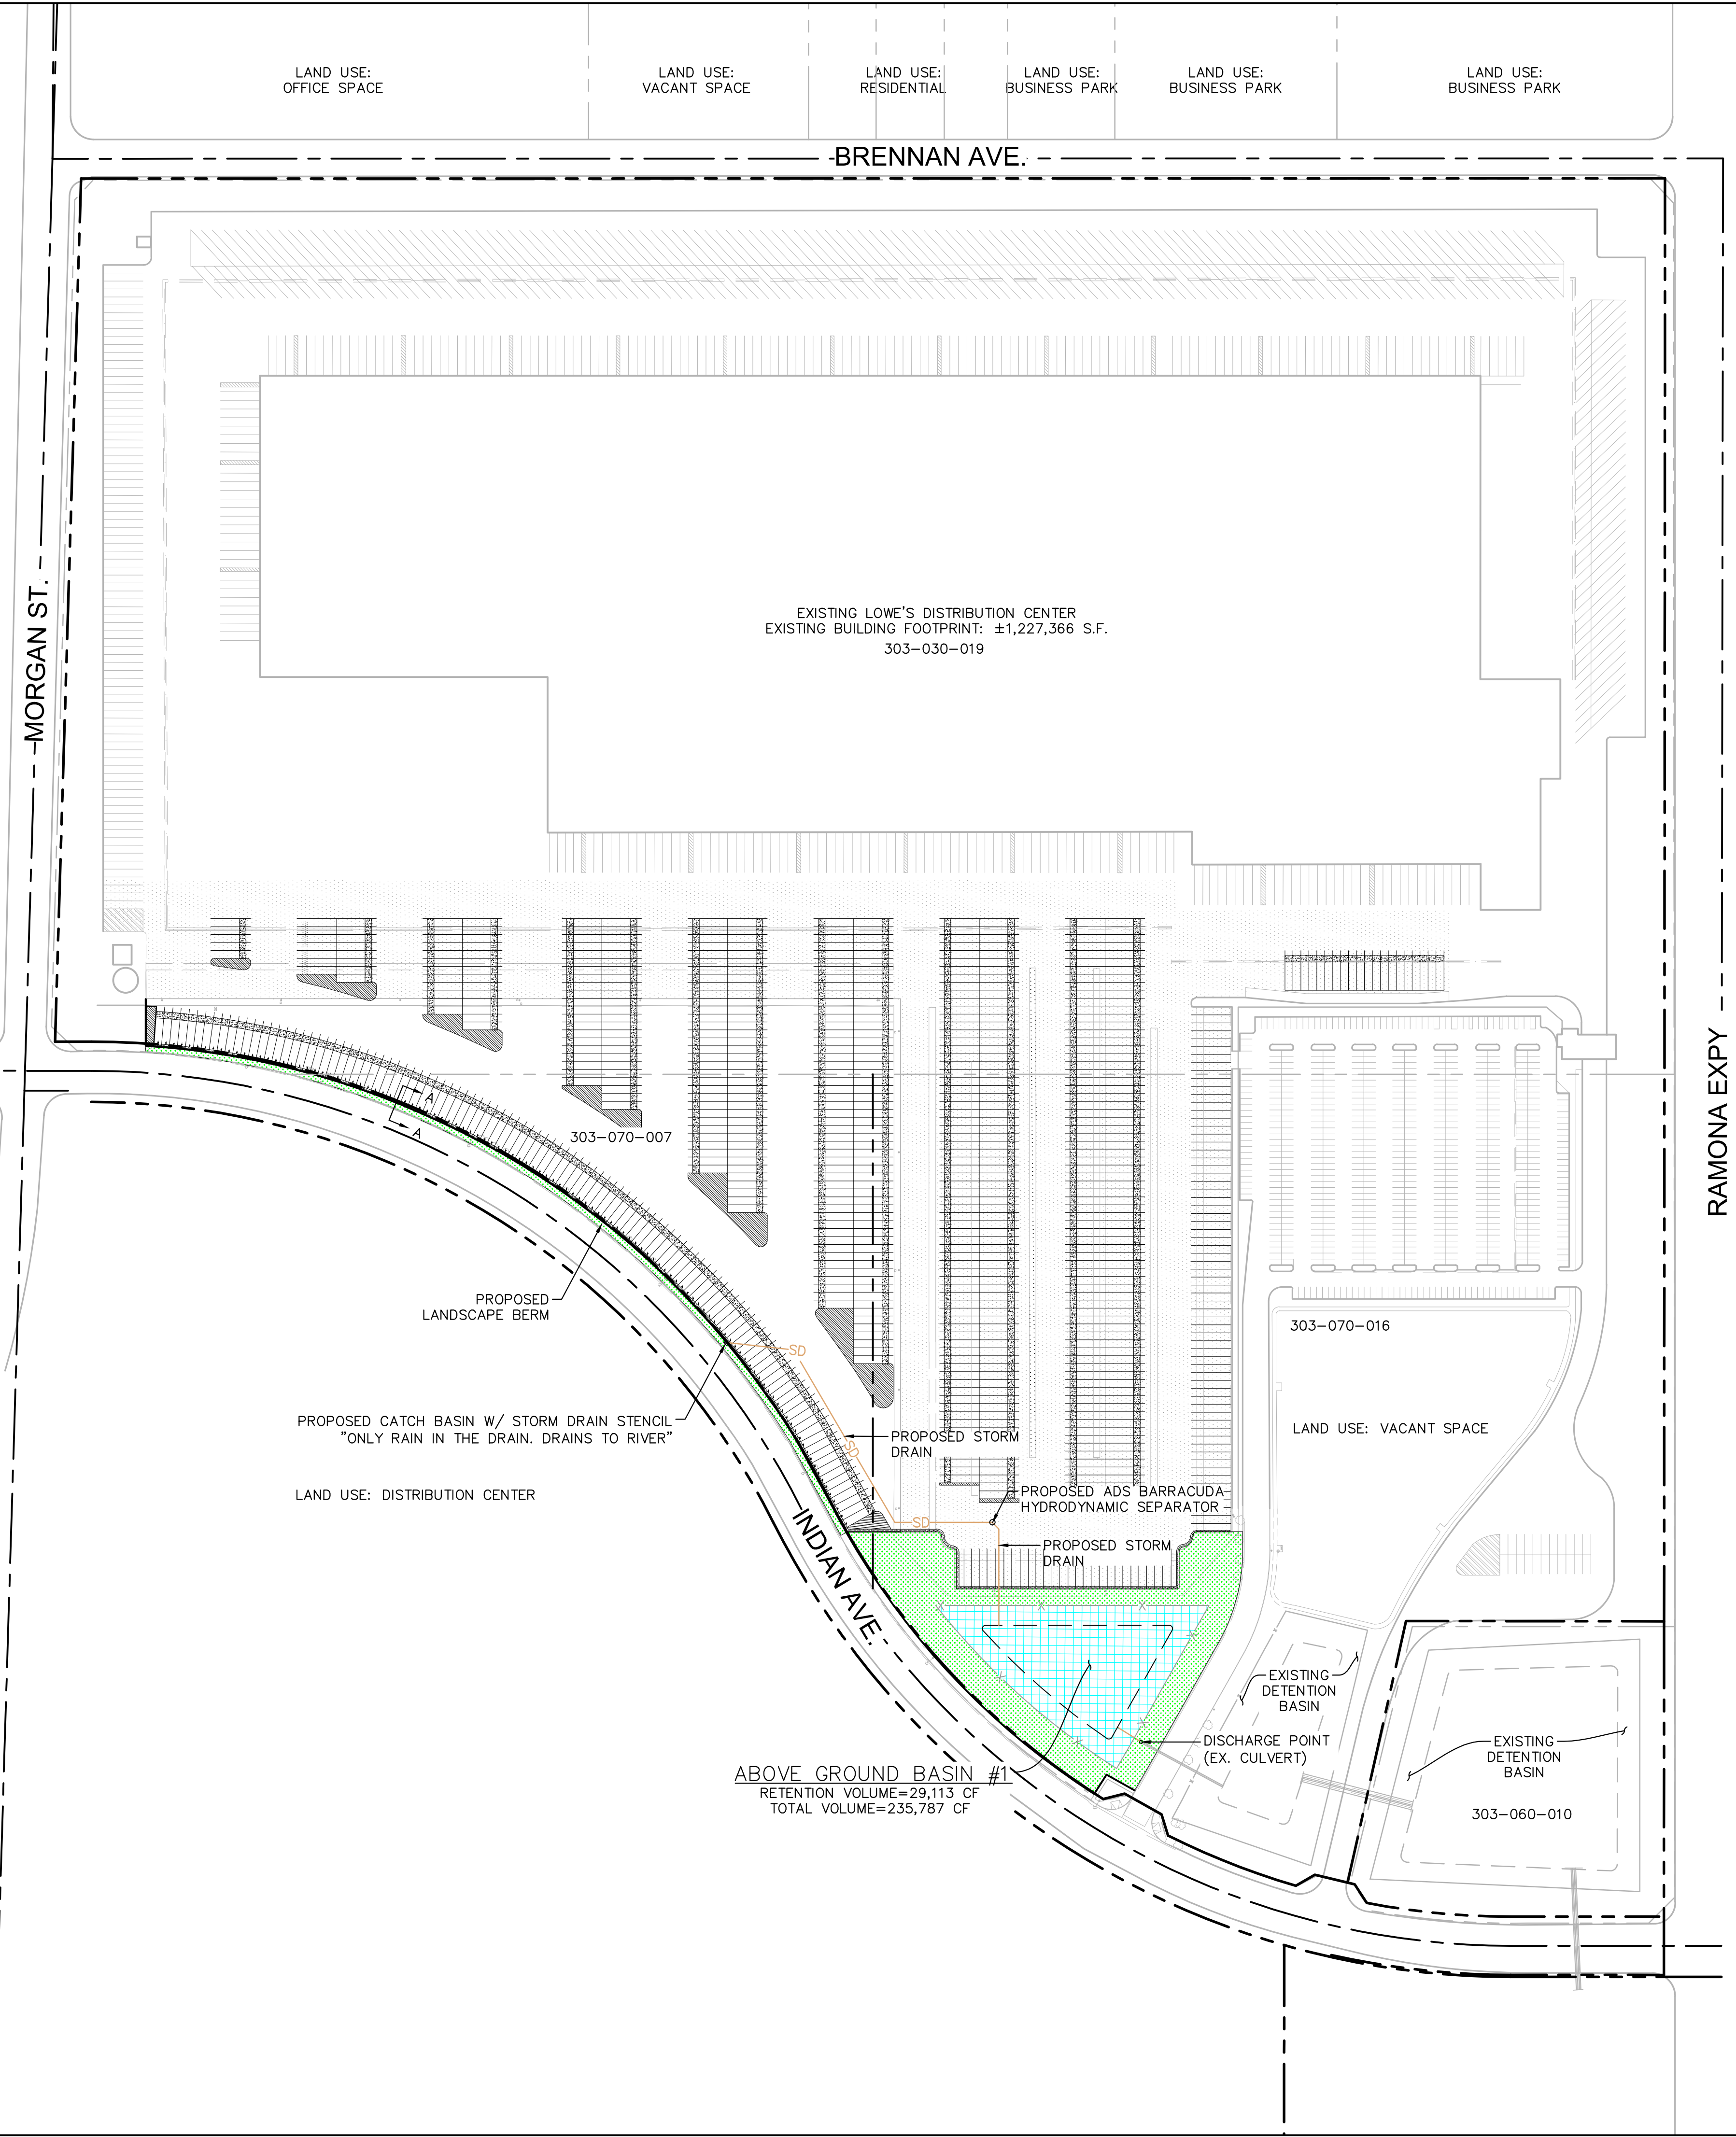 LAND USE:
OFFICE SPACE
LAND USE:
VACANT SPACE
LAND USE:
RESIDENTIAL
LAND USE:
BUSINESS PARK
LAND USE:
BUSINESS PARK
LAND USE:
BUSINESS PARK
BRENNAN AVE.
MORGAN ST.
EXISTING LOWE'S DISTRIBUTION CENTER
EXISTING BUILDING FOOTPRINT: ±1,227,366 S.F.
303-030-019
RAMONA EXPY
A
A
303-070-007
PROPOSED
LANDSCAPE BERM
303-070-016
SD
PROPOSED CATCH BASIN W/ STORM DRAIN STENCIL
"ONLY RAIN IN THE DRAIN. DRAINS TO RIVER"
LAND USE: VACANT SPACE
PROPOSED STORM
DRAIN
SD
LAND USE: DISTRIBUTION CENTER
PROPOSED ADS BARRACUDA
HYDRODYNAMIC SEPARATOR
SD
INDIAN AVE.
PROPOSED STORM
DRAIN
EXISTING
DETENTION
BASIN
DISCHARGE POINT
(EX. CULVERT)
EXISTING
DETENTION
BASIN
303-060-010
ABOVE GROUND BASIN #1
RETENTION VOLUME=29,113 CF
TOTAL VOLUME=235,787 CF